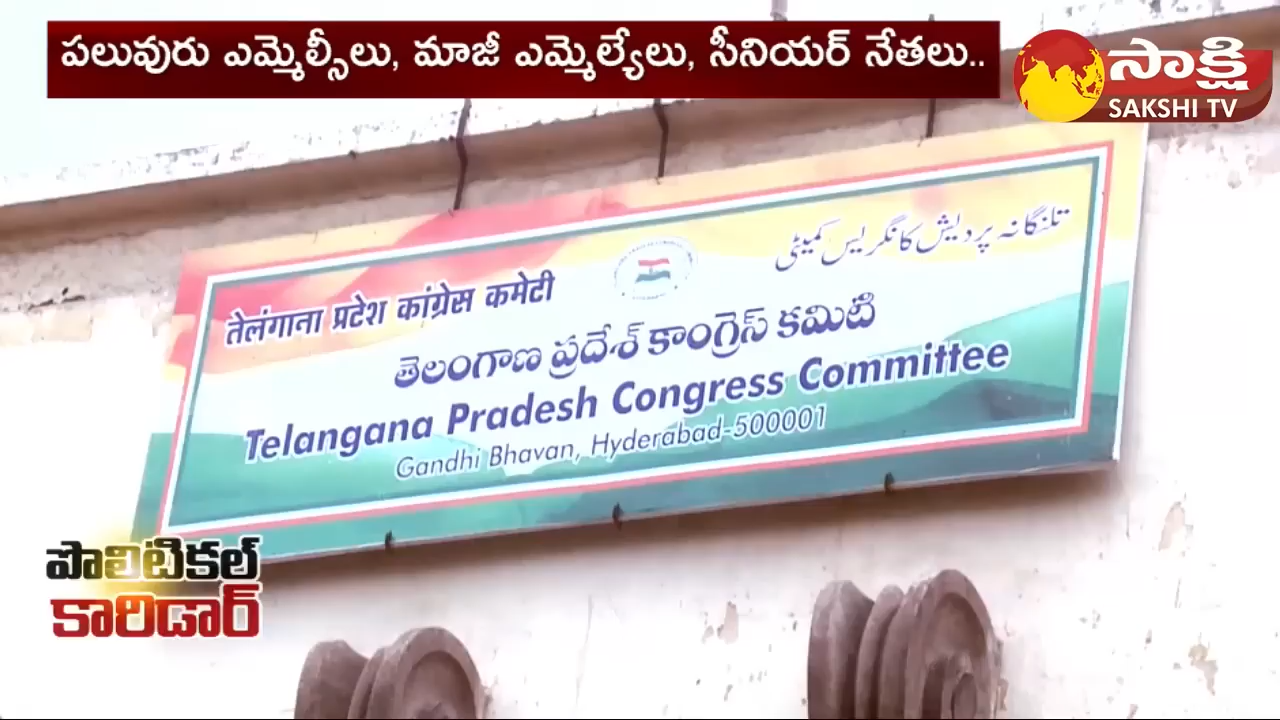 పలువురు ఎమ్మెల్సీలు, మాజీ ఎమ్మెల్యేలు, సీనియర్ నేతలు..
సాక్షి
SAKSHI TV
तेलंगाना प्रटेश कांग्रेस कमेटी
تلنگانہ پردیش کانگریس کمیٹی
తెలంగాణ ప్రదేశ్ కాంగ్రెస్ కమిటి
Telangana Pradesh Congress Committee
Gandhi Bhavan, Hyderabad-500001
పొలిటికల్
కారిడార్